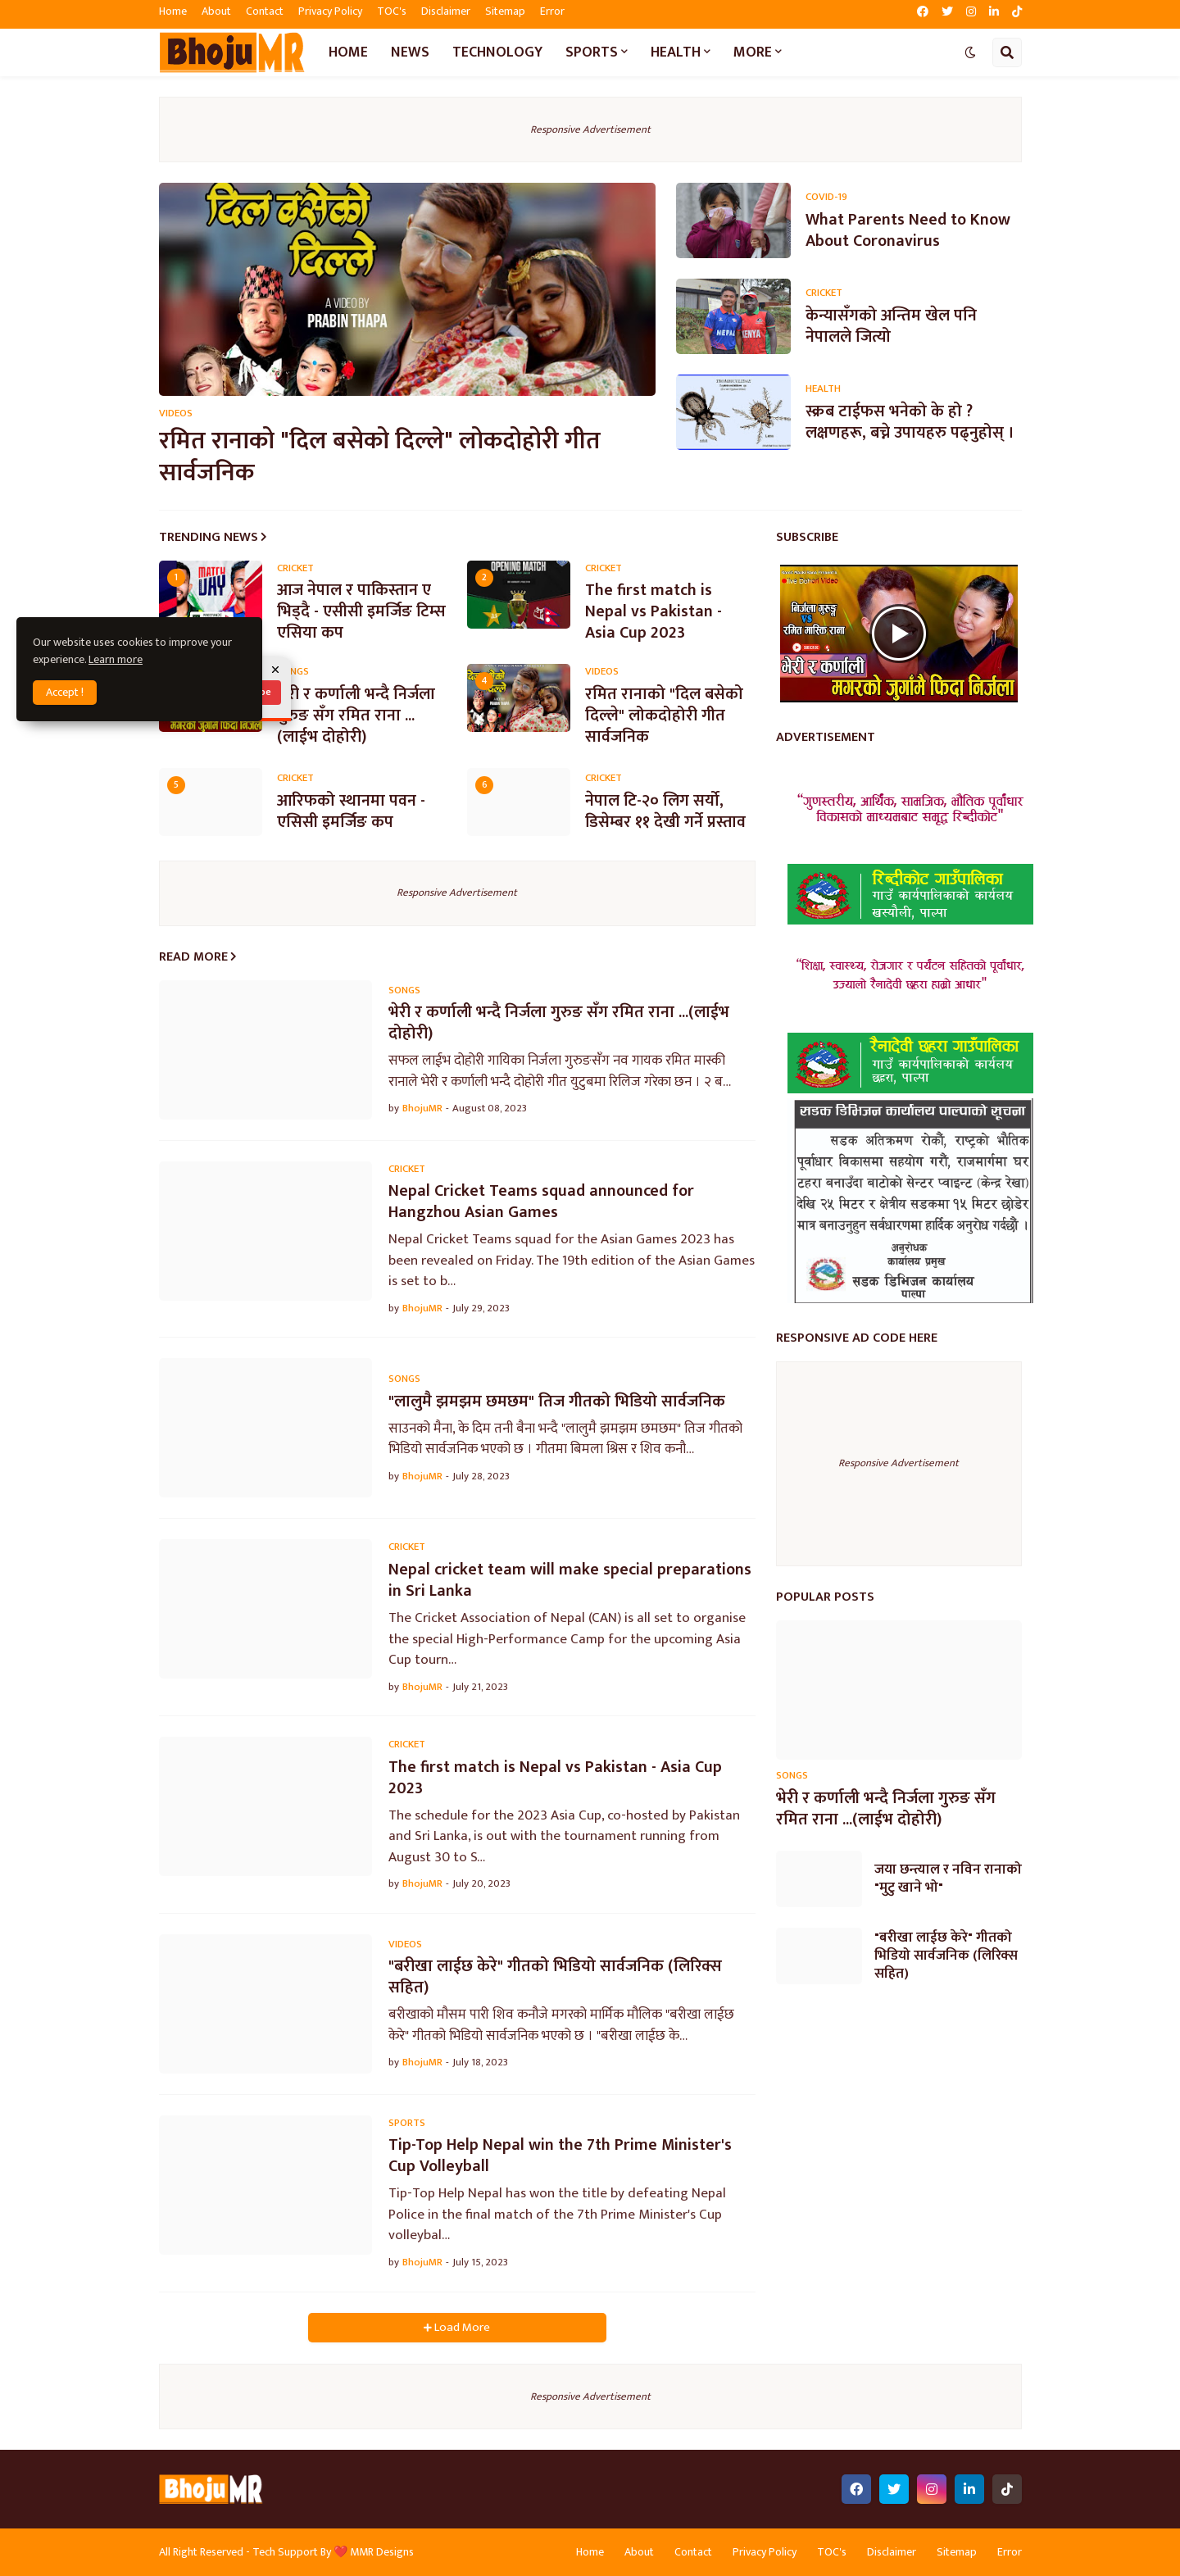 Home About Contact Privacy Policy TOC's Disclaimer Sitemap Error
BhojuMR
HOME NEWS TECHNOLOGY SPORTS HEALTH MORE
Responsive Advertisement
दिल बसेको
दिल्ले
A VIDEO BY
PRABIN THAPA
VIDEOS
रमित रानाको "दिल बसेको दिल्ले" लोकदोहोरी गीत
सार्वजनिक
COVID-19
What Parents Need to Know
About Coronavirus
NEPAL
KENYA
CRICKET
केन्यासँगको अन्तिम खेल पनि
नेपालले जित्यो
HEALTH
स्क्रब टाईफस भनेको के हो ?
लक्षणहरू, बच्ने उपायहरु पढ्नुहोस् ।
TRENDING NEWS
MATCH
DAY
1
CRICKET
आज नेपाल र पाकिस्तान ए
भिड्दै - एसीसी इमर्जिङ टिम्स
एसिया कप
OPENING MATCH
2
CRICKET
The first match is
Nepal vs Pakistan -
Asia Cup 2023
Our website uses cookies to improve your
experience. Learn more
Accept !
NGS
री र कर्णाली भन्दै निर्जला
गुरुङ सँग रमित राना ...
(लाईभ दोहोरी)
मगरको जुगाँमै फिदा निर्जला
4
VIDEOS
रमित रानाको "दिल बसेको
दिल्ले" लोकदोहोरी गीत
सार्वजनिक
5
CRICKET
आरिफको स्थानमा पवन -
एसिसी इमर्जिङ कप
6
CRICKET
नेपाल टि-२० लिग सर्यो,
डिसेम्बर ११ देखी गर्ने प्रस्ताव
Responsive Advertisement
READ MORE
SONGS
भेरी र कर्णाली भन्दै निर्जला गुरुङ सँग रमित राना ...(लाईभ
दोहोरी)
सफल लाईभ दोहोरी गायिका निर्जला गुरुङसँग नव गायक रमित मास्की
रानाले भेरी र कर्णाली भन्दै दोहोरी गीत युटुबमा रिलिज गरेका छन । २ ब...
by BhojuMR - August 08, 2023
CRICKET
Nepal Cricket Teams squad announced for
Hangzhou Asian Games
Nepal Cricket Teams squad for the Asian Games 2023 has
been revealed on Friday. The 19th edition of the Asian Games
is set to b...
by BhojuMR - July 29, 2023
SONGS
"लालुमै झमझम छमछम" तिज गीतको भिडियो सार्वजनिक
साउनको मैना, के दिम तनी बैना भन्दै "लालुमै झमझम छमछम" तिज गीतको
भिडियो सार्वजनिक भएको छ । गीतमा बिमला श्रिस र शिव कनौ...
by BhojuMR - July 28, 2023
CRICKET
Nepal cricket team will make special preparations
in Sri Lanka
The Cricket Association of Nepal (CAN) is all set to organise
the special High-Performance Camp for the upcoming Asia
Cup tourn...
by BhojuMR - July 21, 2023
CRICKET
The first match is Nepal vs Pakistan - Asia Cup
2023
The schedule for the 2023 Asia Cup, co-hosted by Pakistan
and Sri Lanka, is out with the tournament running from
August 30 to S...
by BhojuMR - July 20, 2023
VIDEOS
"बरीखा लाईछ केरे" गीतको भिडियो सार्वजनिक (लिरिक्स
सहित)
बरीखाको मौसम पारी शिव कनौजे मगरको मार्मिक मौलिक "बरीखा लाईछ
केरे" गीतको भिडियो सार्वजनिक भएको छ । "बरीखा लाईछ के...
by BhojuMR - July 18, 2023
SPORTS
Tip-Top Help Nepal win the 7th Prime Minister's
Cup Volleyball
Tip-Top Help Nepal has won the title by defeating Nepal
Police in the final match of the 7th Prime Minister's Cup
volleybal...
by BhojuMR - July 15, 2023
Load More
SUBSCRIBE
निर्जला गुरुङ
VS
रमित मास्कि राना
भेरी र कर्णाली
मगरको जुगाँमै फिदा निर्जला
ADVERTISEMENT
“गुणस्तरीय, आर्थिक, सामजिक, भौतिक पूर्वाधार
विकासको माध्यमबाट समृद्ध रिब्दीकोट"
रिब्दीकोट गाउँपालिका
गाउँ कार्यपालिकाको कार्यलय
खस्यौली, पाल्पा
“शिक्षा, स्वास्थ्य, रोजगार र पर्यटन सहितको पूर्वाधार,
उज्यालो रैनादेवी छहरा हाम्रो आधार"
रैनादेवी छहरा गाउँपालिका
गाउँ कार्यपालिकाको कार्यलय
छहरा, पाल्पा
सडक डिभिजन कार्यालय पाल्पाको सूचना
सडक अतिक्रमण रोकौं, राष्ट्रको भौतिक
पूर्वाधार विकासमा सहयोग गरौं, राजमार्गमा घर
टहरा बनाउँदा बाटोको सेन्टर प्वाइन्ट (केन्द्र रेखा)
देखि २५ मिटर र क्षेत्रीय सडकमा १५ मिटर छोडेर
मात्र बनाउनुहुन सर्वधारणमा हार्दिक अनुरोध गर्दछौं ।
अनुरोधक
कार्यालय प्रमुख
सडक डिभिजन कार्यालय
पाल्पा
RESPONSIVE AD CODE HERE
Responsive Advertisement
POPULAR POSTS
SONGS
भेरी र कर्णाली भन्दै निर्जला गुरुङ सँग
रमित राना ...(लाईभ दोहोरी)
जया छन्त्याल र नविन रानाको
"मुटु खाने भो"
"बरीखा लाईछ केरे" गीतको
भिडियो सार्वजनिक (लिरिक्स
सहित)
Responsive Advertisement
BhojuMR
All Right Reserved - Tech Support By ❤️ MMR Designs
Home About Contact Privacy Policy TOC's Disclaimer Sitemap Error